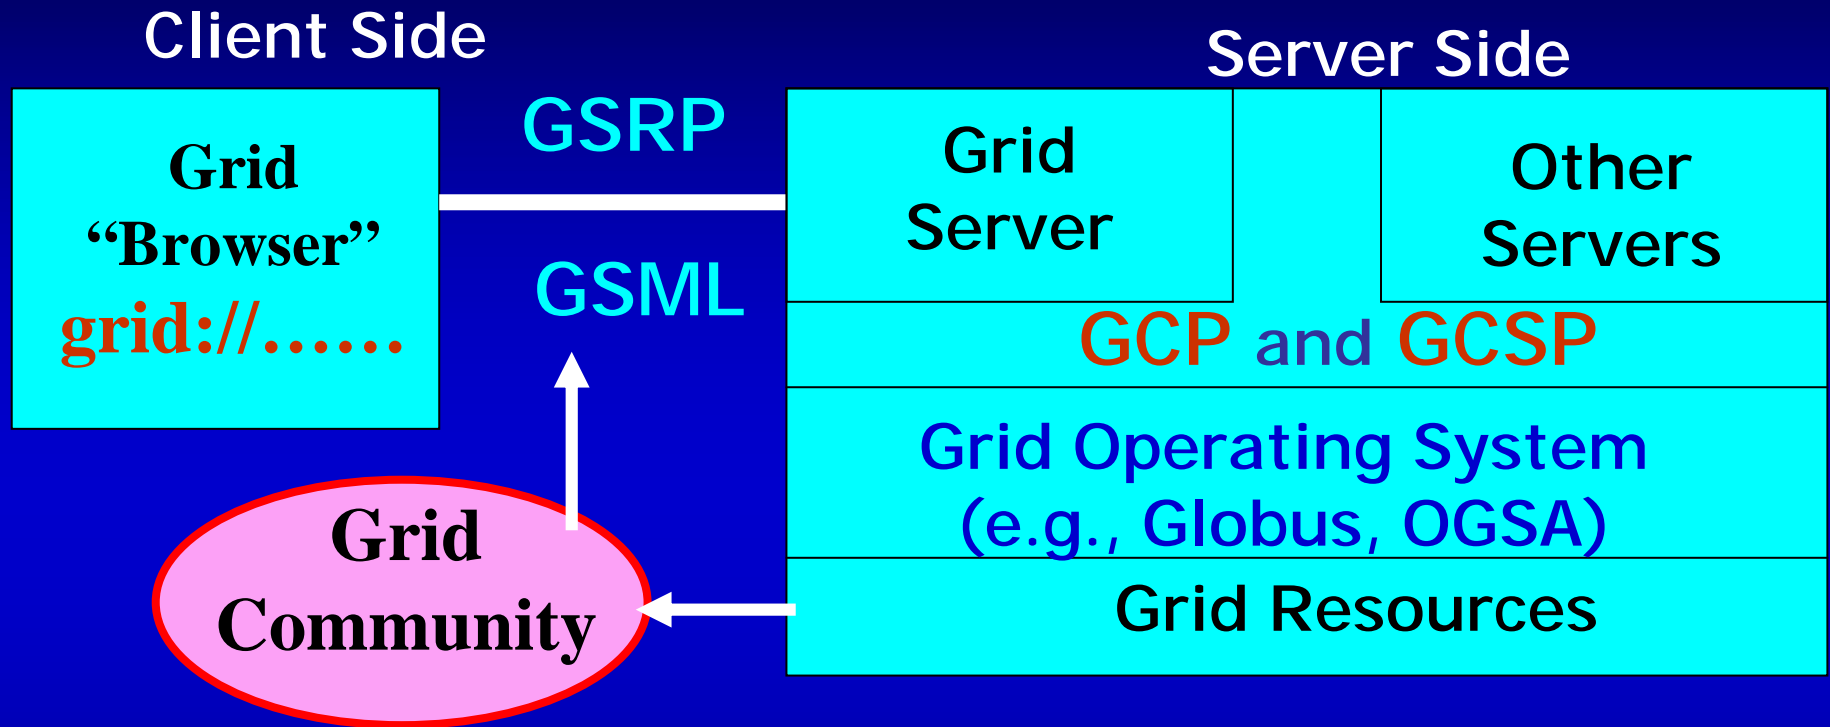 Client Side
Server Side
Grid
“Browser”
grid://……
GSRP
GSML
Grid
Server
Other
Servers
GCP and GCSP
Grid Operating System
(e.g., Globus, OGSA)
Grid Resources
Grid
Community